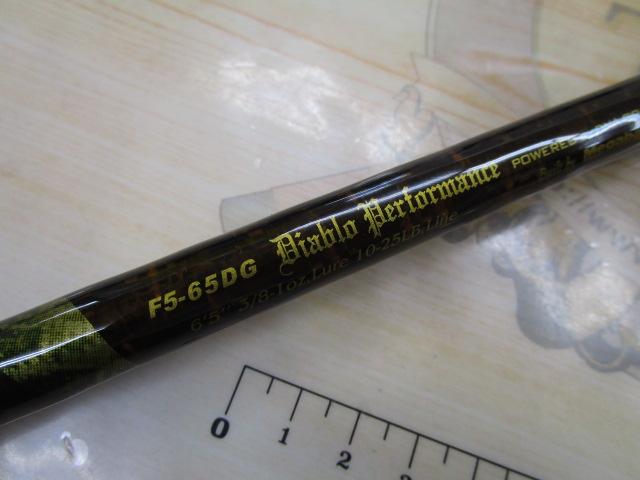 F5-65DG Diablo Performance POWERED
6'5" 3/8-1oz.Lure 10-25LB.Line
0 1 2